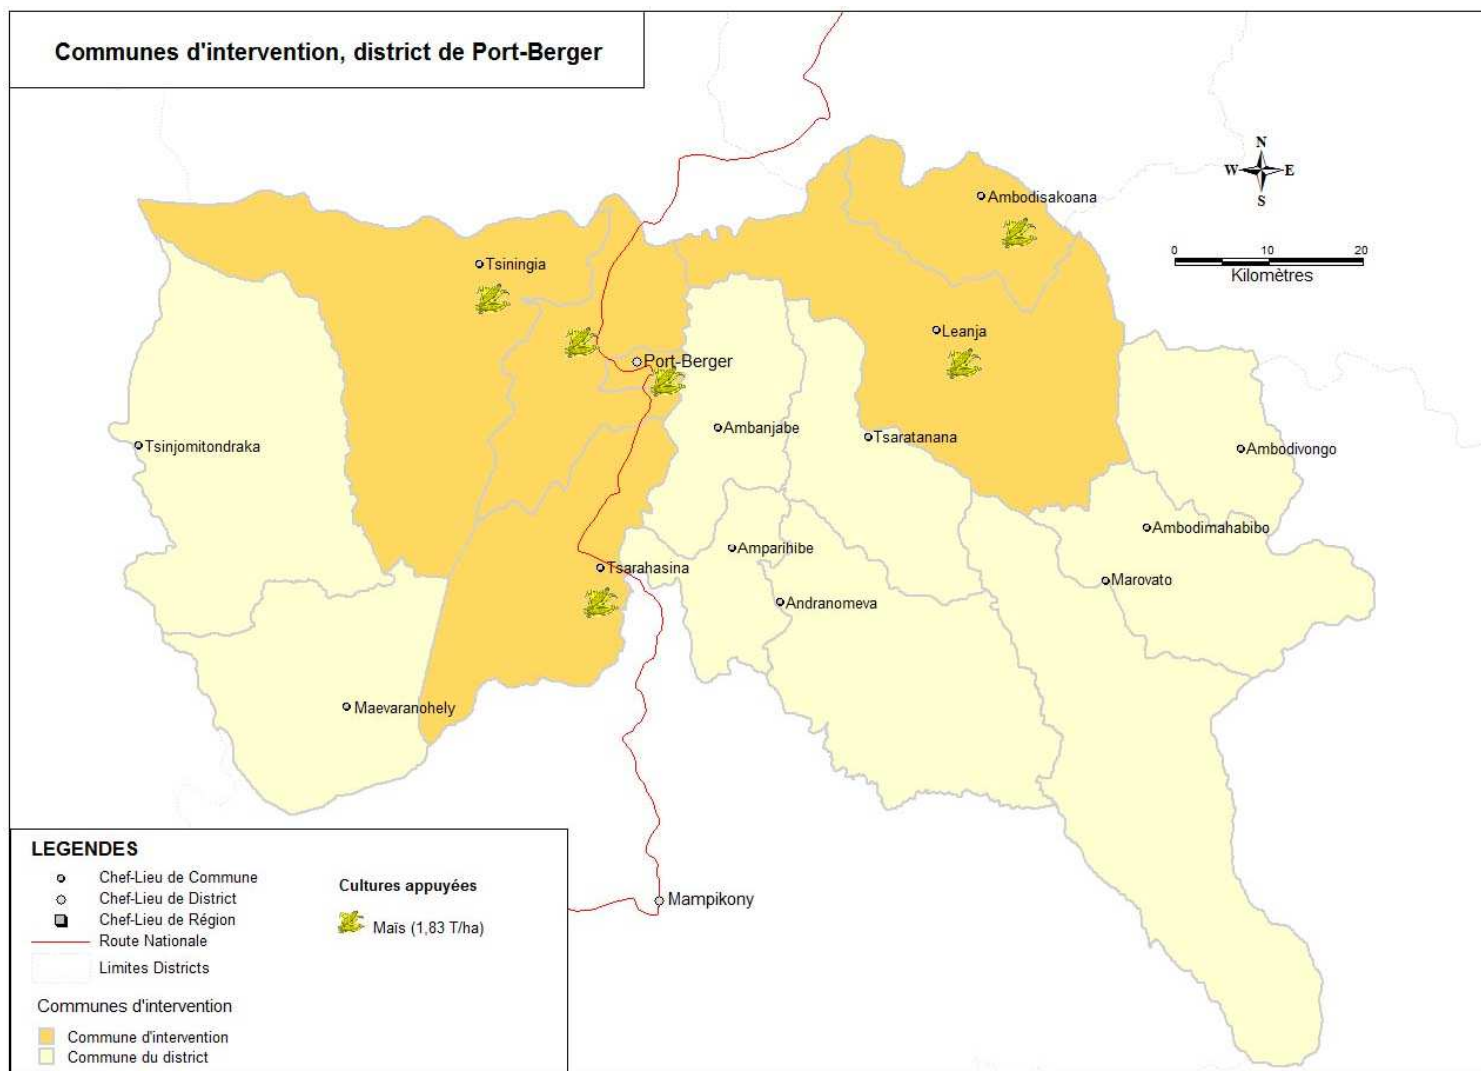 Communes d'intervention, district de Port-Berger
N
W E
S
0 10 20
Kilomètres
Ambodisakoana
Tsiningia
Leanja
Port-Berger
Ambanjabe
Tsaratanana
Tsinjomitondraka
Ambodivongo
Ambodimahabibo
Amparihibe
Tsarahasina
Marovato
Andranomeva
Maevaranohely
Mampikony
LEGENDES
Chef-Lieu de Commune
Chef-Lieu de District
Chef-Lieu de Région
Route Nationale
Limites Districts
Cultures appuyées
Maïs (1,83 T/ha)
Communes d'intervention
Commune d'intervention
Commune du district